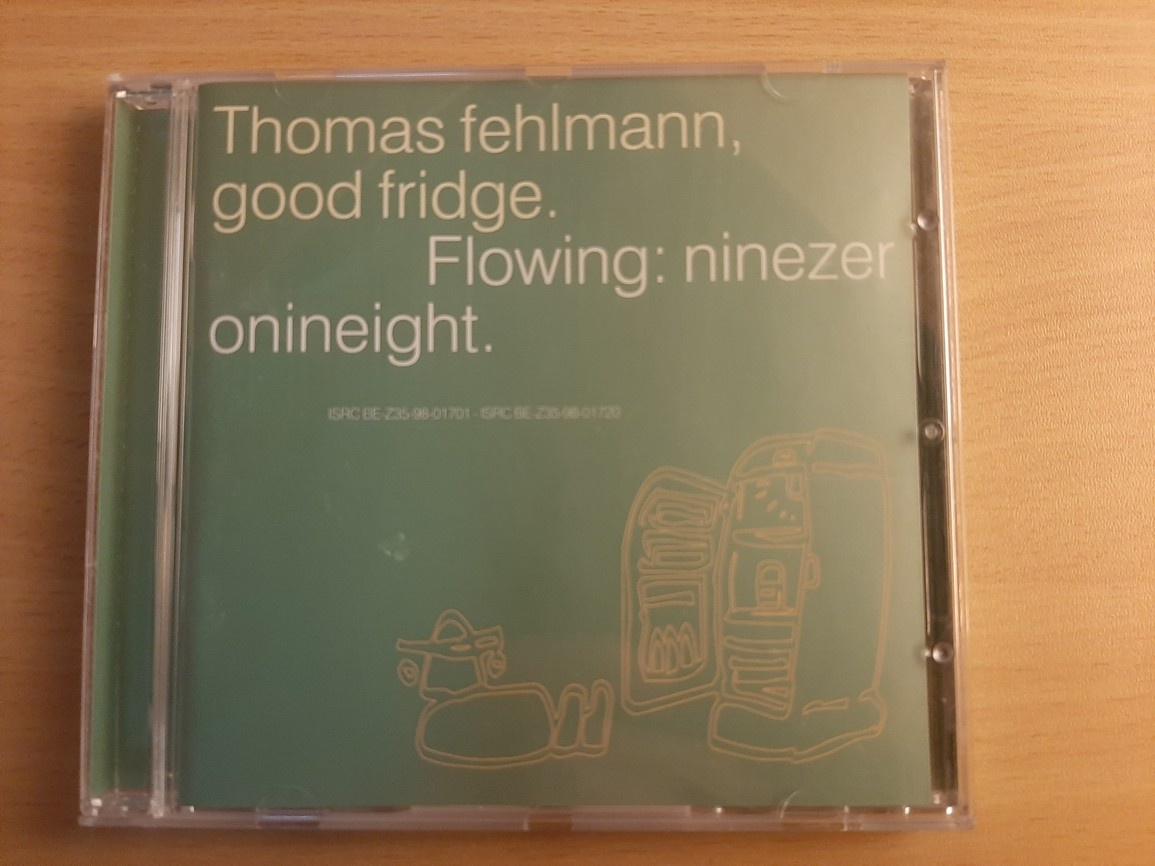 Thomas fehlmann,
good fridge.
Flowing: ninezer
onineight.
ISRC BE-Z35-98-01701 - ISRC BE-Z35-98-01720